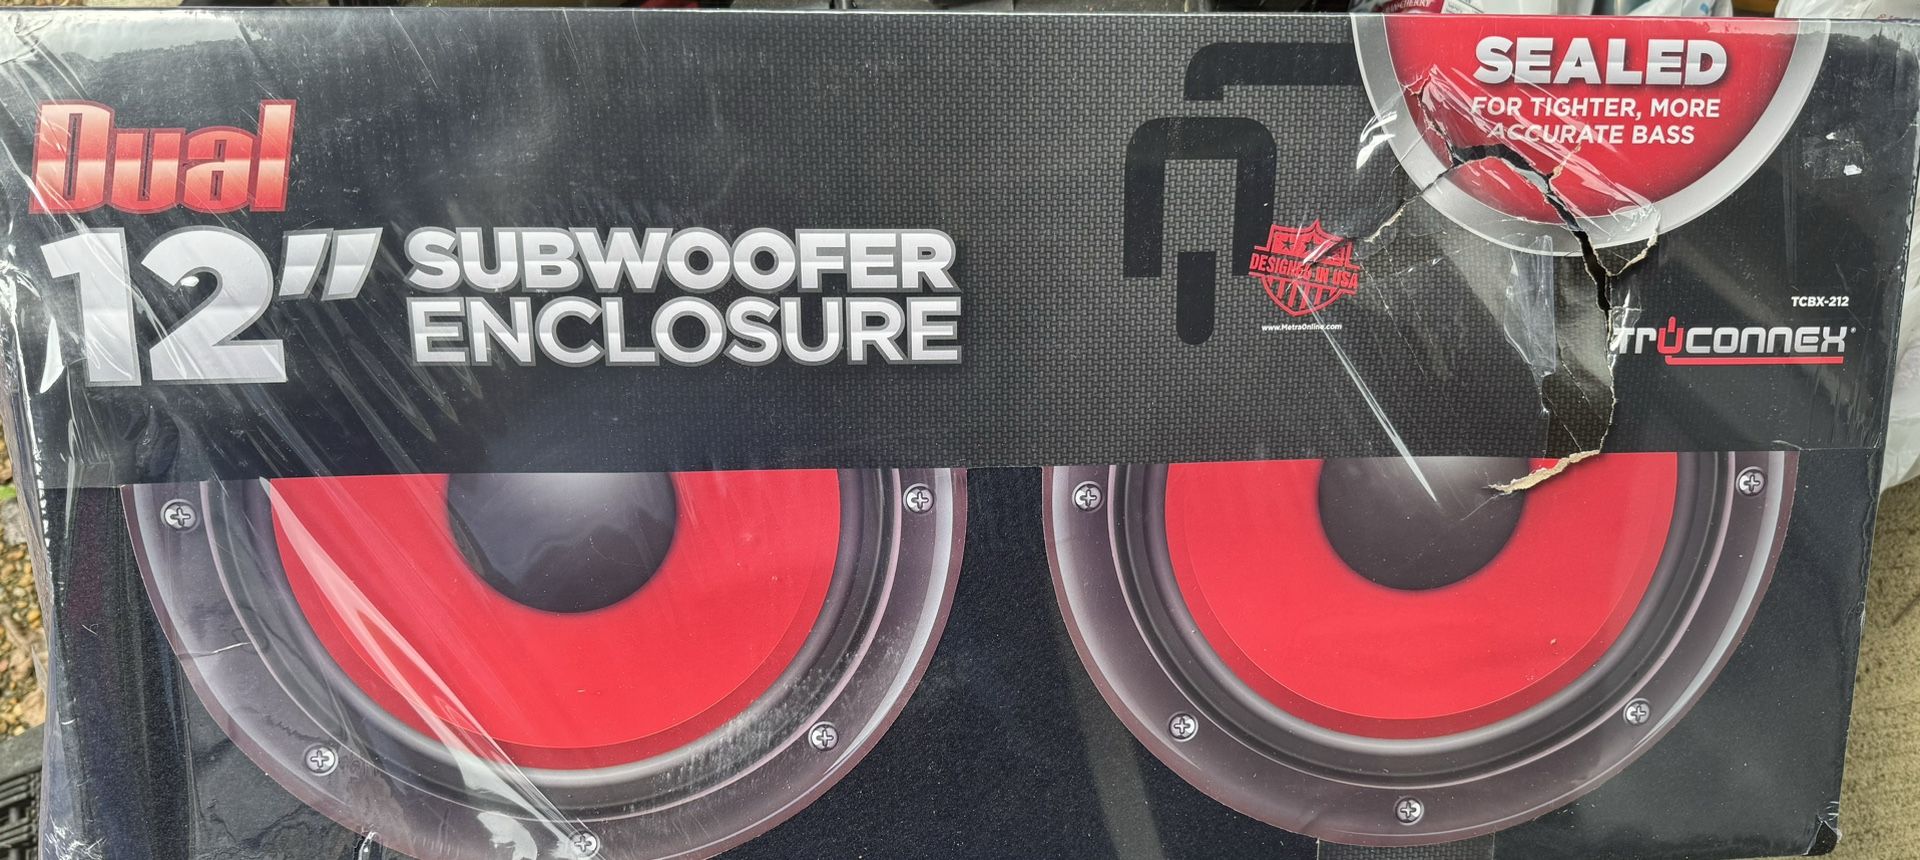 Dual
12" SUBWOOFER
ENCLOSURE
SEALED
FOR TIGHTER, MORE
ACCURATE BASS
DESIGNED IN USA
www.MetraOnline.com
TCBX-212
TRUCONNEX®